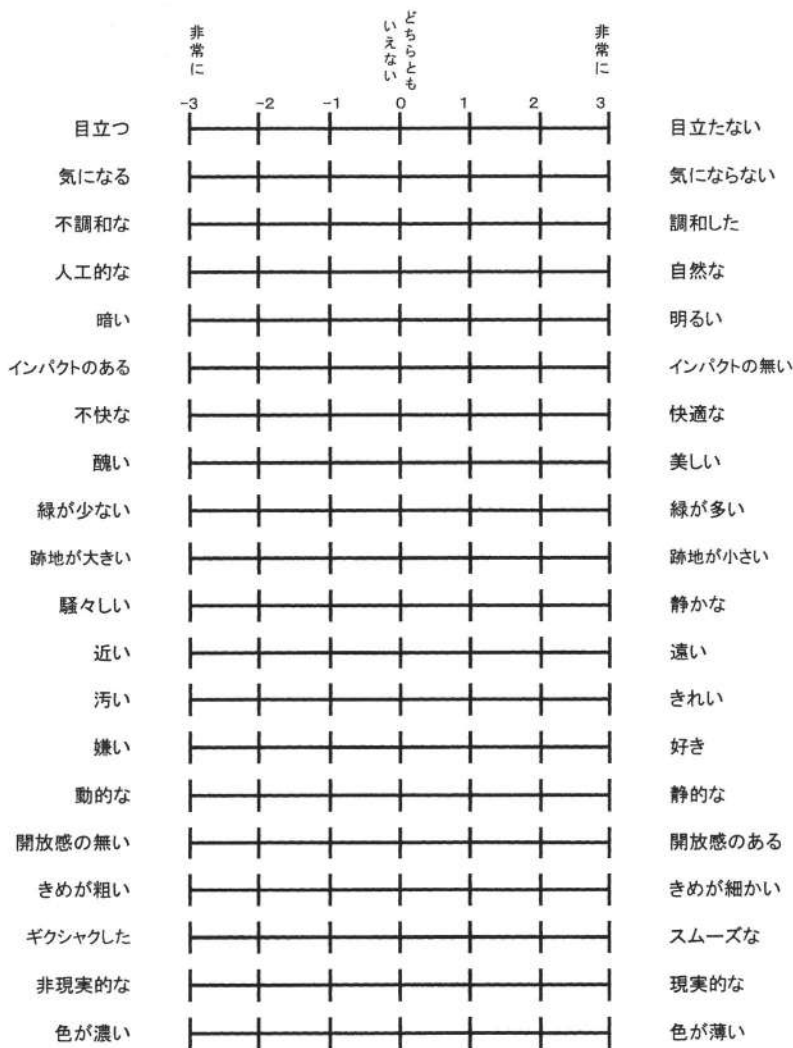 非常に
どちらとも
いえない
非常に
-3 -2 -1 0 1 2 3
目立つ 目立たない
気になる 気にならない
不調和な 調和した
人工的な 自然な
暗い 明るい
インパクトのある インパクトの無い
不快な 快適な
醜い 美しい
緑が少ない 緑が多い
跡地が大きい 跡地が小さい
騒々しい 静かな
近い 遠い
汚い きれい
嫌い 好き
動的な 静的な
開放感の無い 開放感のある
きめが粗い きめが細かい
ギクシャクした スムーズな
非現実的な 現実的な
色が濃い 色が薄い